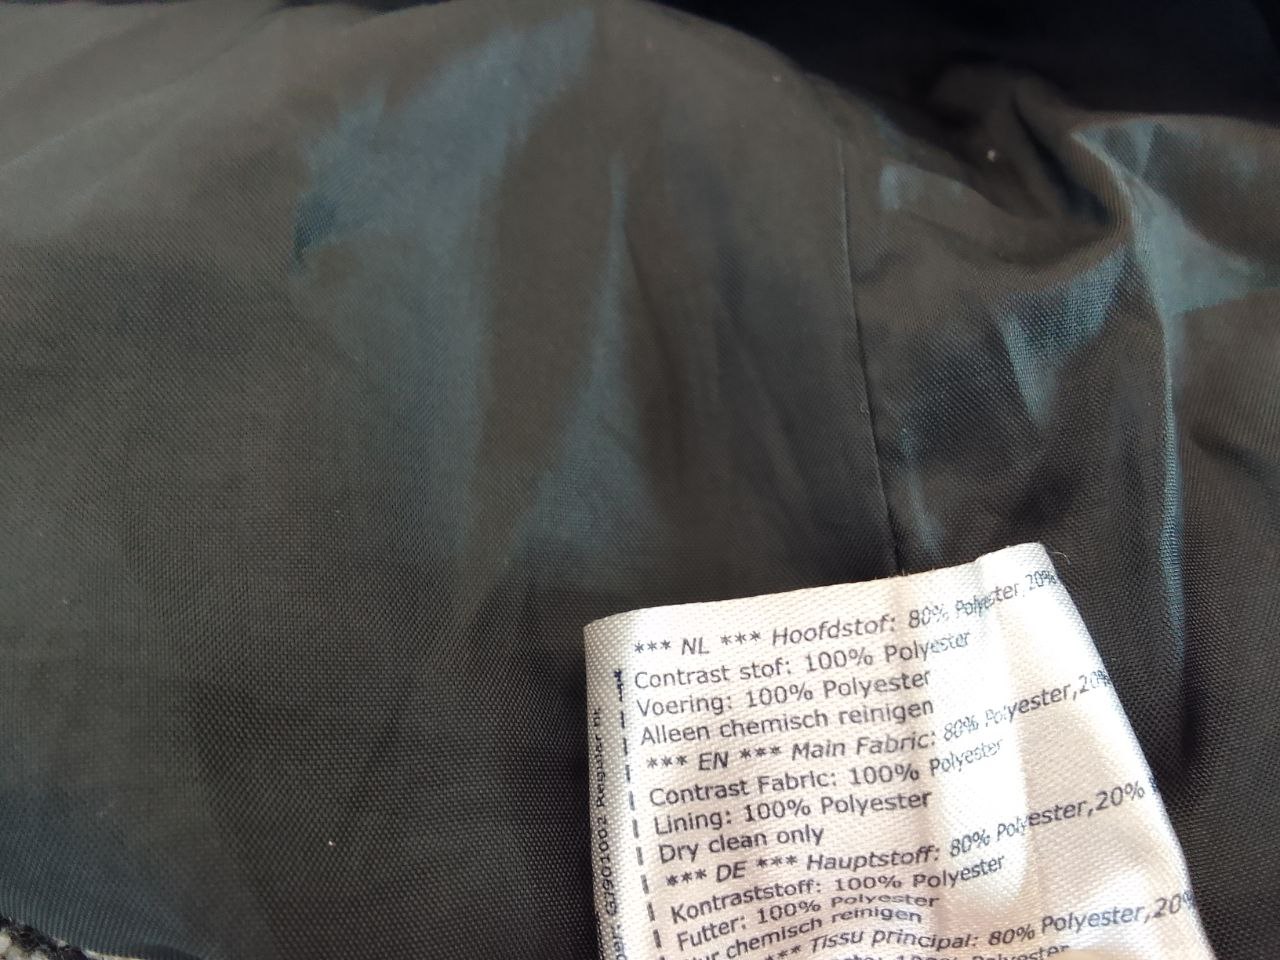 *** NL *** Hoofdstof: 80% Polyester, 20%
Contrast stof: 100% Polyester
Voering: 100% Polyester
Alleen chemisch reinigen
*** EN *** Main Fabric: 80% Polyester,20%
Contrast Fabric: 100% Polyester
Lining: 100% Polyester
Dry clean only
*** DE *** Hauptstoff: 80% Polyester,20%
Kontraststoff: 100% Polyester
Futter: 100% Polyester
chemisch reinigen
*** Tissu principal: 80% Polyester,20%
Polyester
Regular